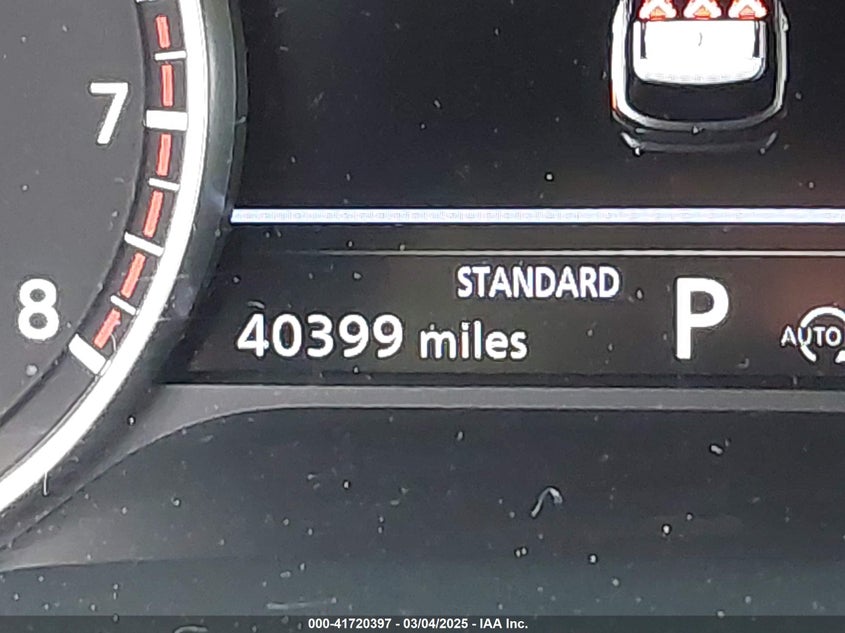 7
8
STANDARD
40399 miles
P
AUTO
000-41720397 - 03/04/2025 - IAA Inc.